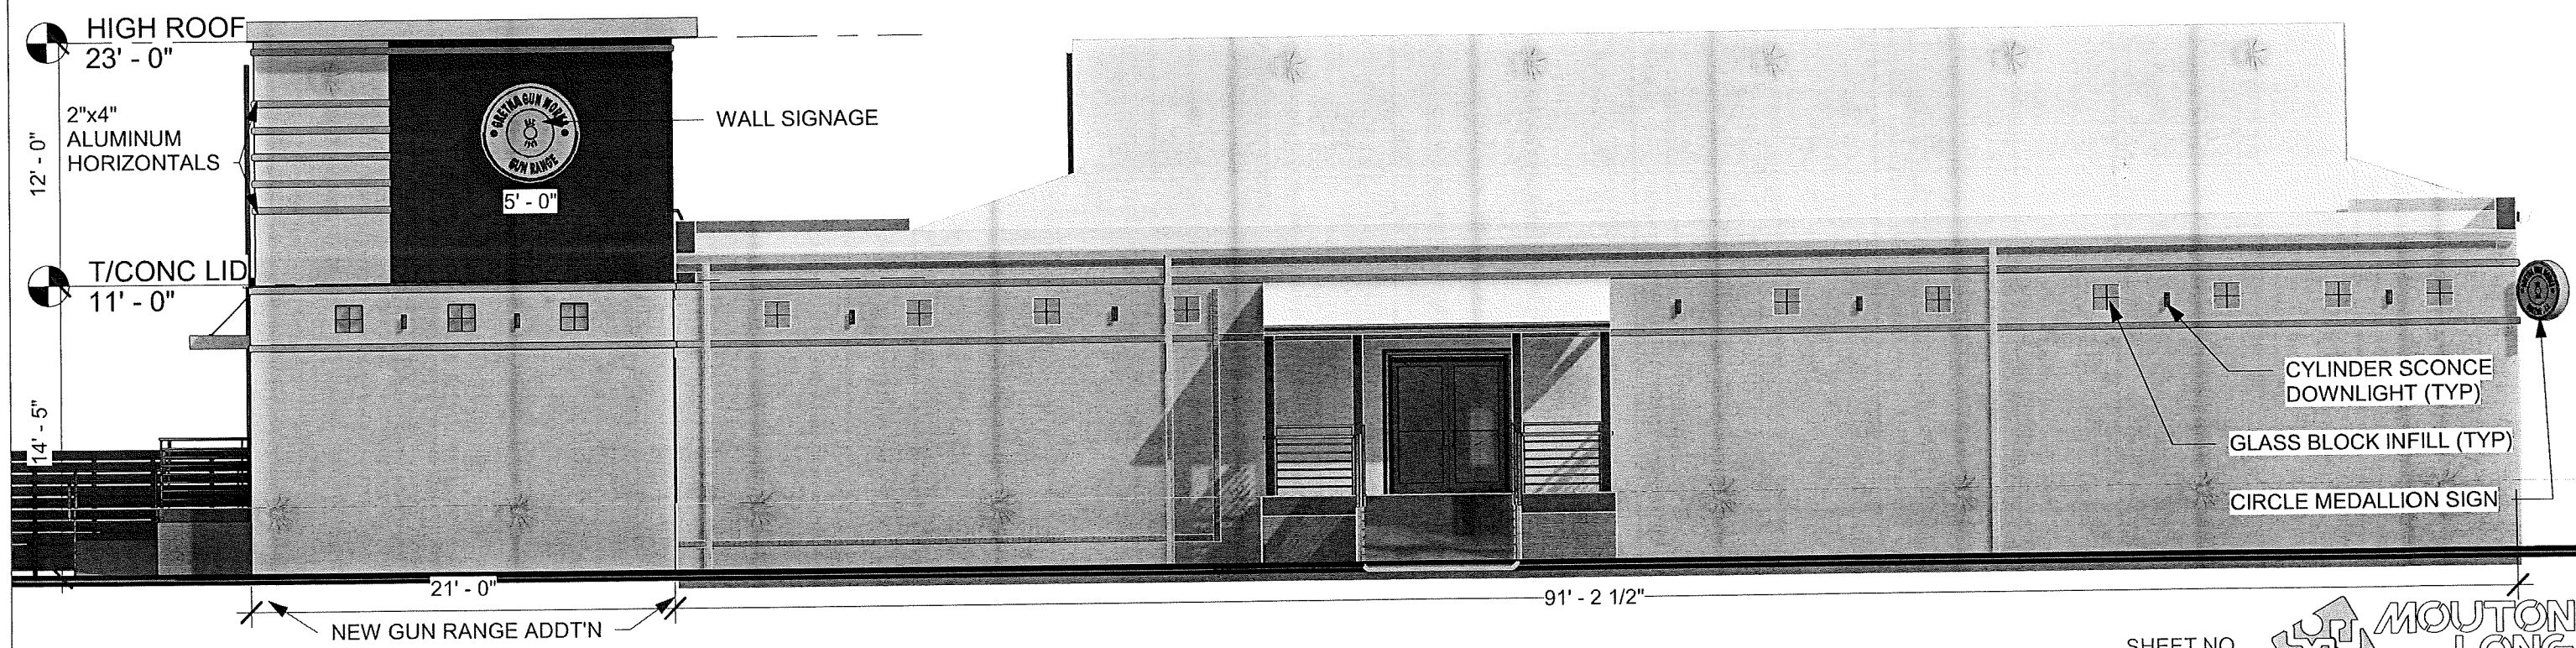 HIGH ROOF
23' - 0"
2"x4"
ALUMINUM
HORIZONTALS
12' - 0"
GRETNA GUN WORKS
GUN RANGE
5' - 0"
WALL SIGNAGE
T/CONC LID
11' - 0"
14' - 5"
CYLINDER SCONCE
DOWNLIGHT (TYP)
GLASS BLOCK INFILL (TYP)
CIRCLE MEDALLION SIGN
21' - 0"
91' - 2 1/2"
NEW GUN RANGE ADDT'N
SHEET NO
MOUTON
LONG